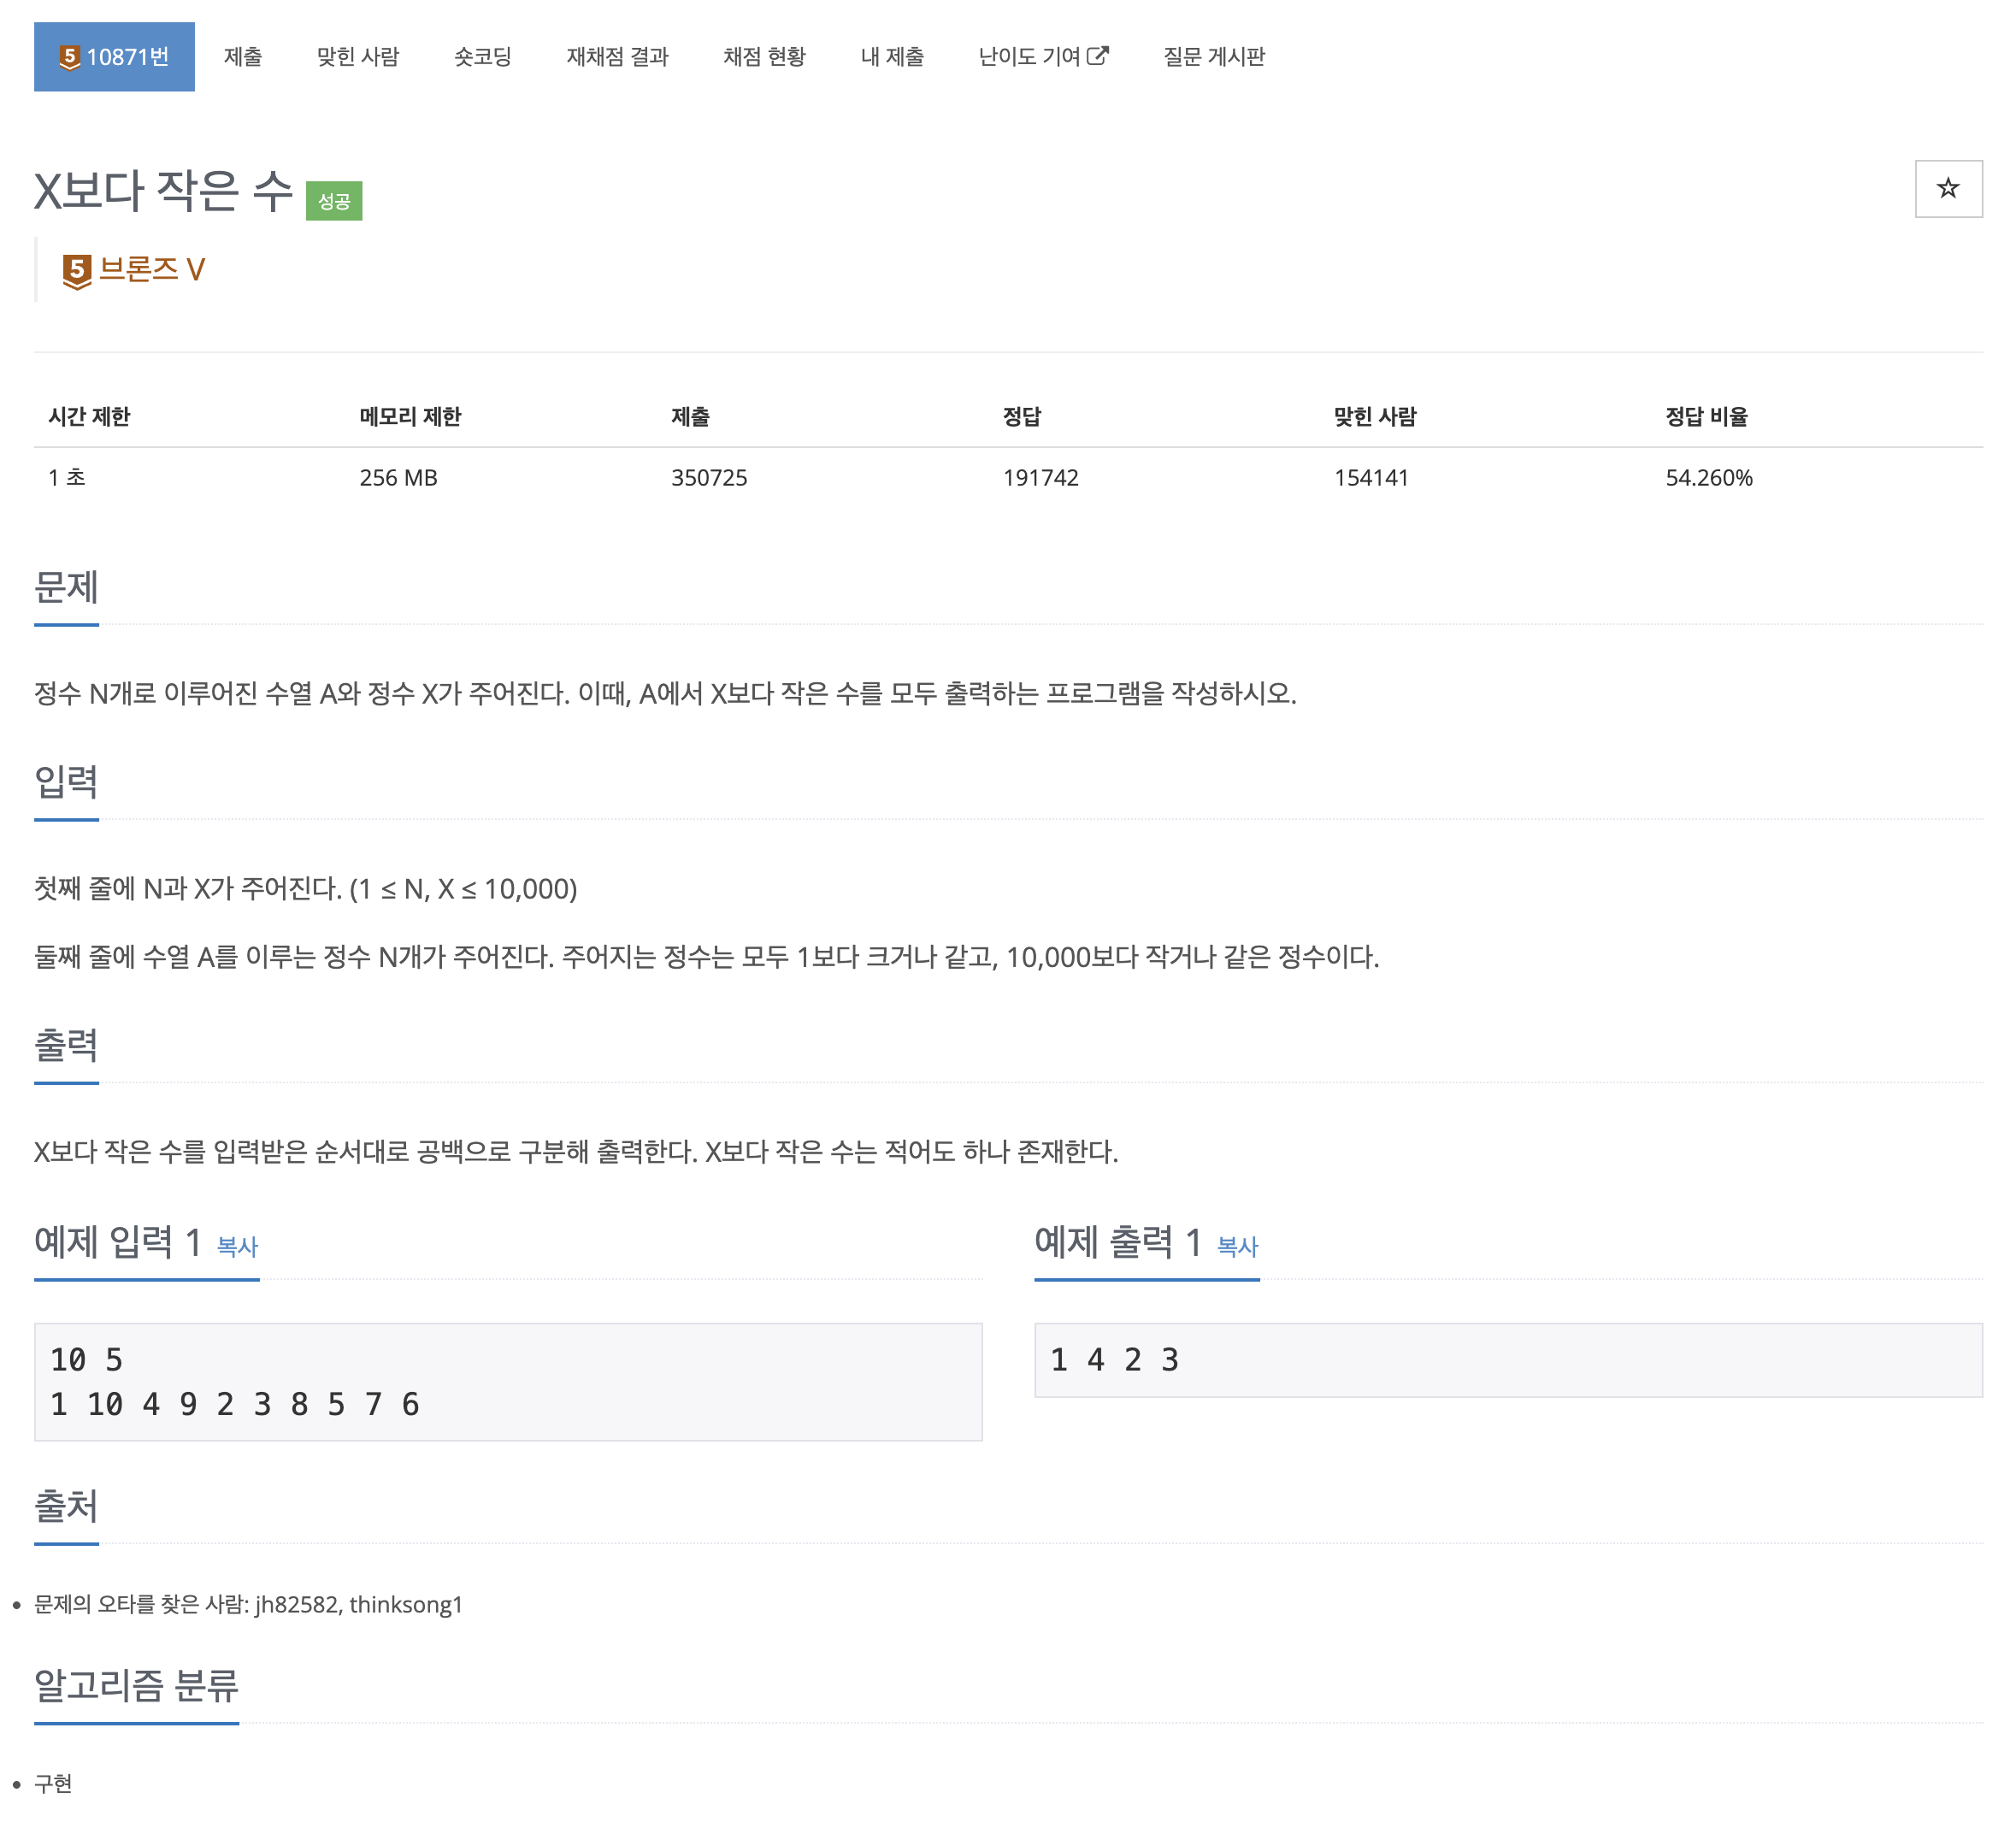 5 10871번 제출 맞힌 사람 숏코딩 재채점 결과 채점 현황 내 제출 난이도 기여 질문 게시판
X보다 작은 수 성공
5 브론즈 V
시간 제한 메모리 제한 제출 정답 맞힌 사람 정답 비율
1 초 256 MB 350725 191742 154141 54.260%
문제
정수 N개로 이루어진 수열 A와 정수 X가 주어진다. 이때, A에서 X보다 작은 수를 모두 출력하는 프로그램을 작성하시오.
입력
첫째 줄에 N과 X가 주어진다. (1 ≤ N, X ≤ 10,000)
둘째 줄에 수열 A를 이루는 정수 N개가 주어진다. 주어지는 정수는 모두 1보다 크거나 같고, 10,000보다 작거나 같은 정수이다.
출력
X보다 작은 수를 입력받은 순서대로 공백으로 구분해 출력한다. X보다 작은 수는 적어도 하나 존재한다.
예제 입력 1 복사
10 5
1 10 4 9 2 3 8 5 7 6
예제 출력 1 복사
1 4 2 3
출처
문제의 오타를 찾은 사람: jh82582, thinksong1
알고리즘 분류
구현